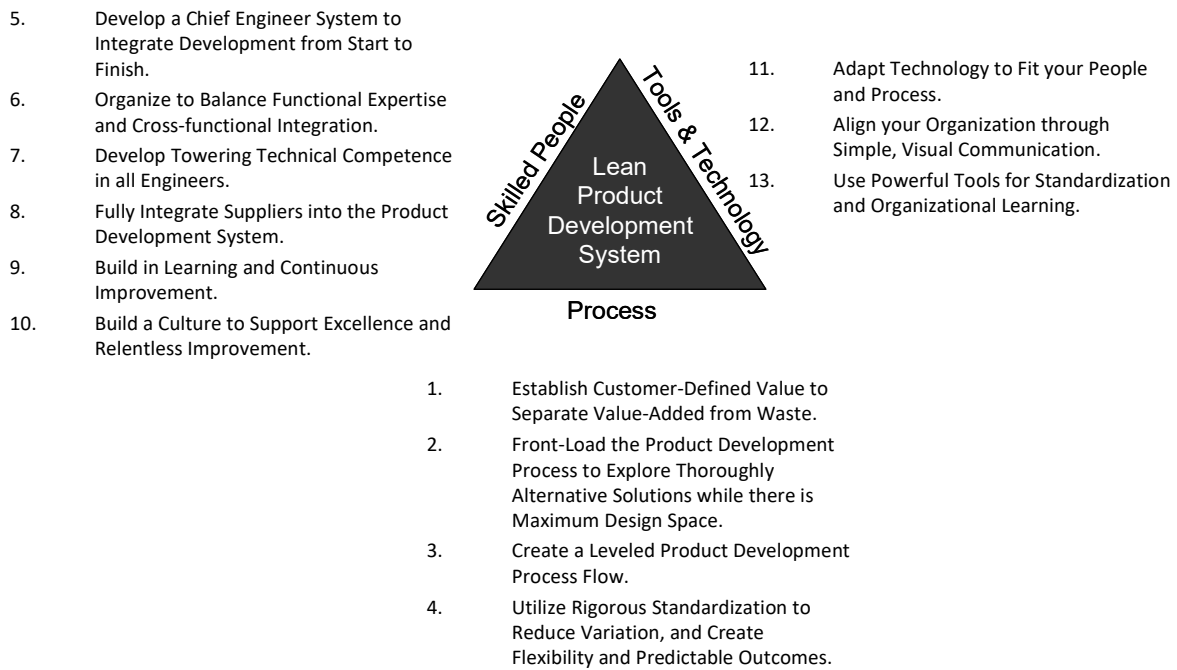 5. Develop a Chief Engineer System to
Integrate Development from Start to
Finish.
6. Organize to Balance Functional Expertise
and Cross-functional Integration.
7. Develop Towering Technical Competence
in all Engineers.
8. Fully Integrate Suppliers into the Product
Development System.
9. Build in Learning and Continuous
Improvement.
10. Build a Culture to Support Excellence and
Relentless Improvement.
Skilled People
Tools & Technology
Lean
Product
Development
System
Process
11. Adapt Technology to Fit your People
and Process.
12. Align your Organization through
Simple, Visual Communication.
13. Use Powerful Tools for Standardization
and Organizational Learning.
1. Establish Customer-Defined Value to
Separate Value-Added from Waste.
2. Front-Load the Product Development
Process to Explore Thoroughly
Alternative Solutions while there is
Maximum Design Space.
3. Create a Leveled Product Development
Process Flow.
4. Utilize Rigorous Standardization to
Reduce Variation, and Create
Flexibility and Predictable Outcomes.